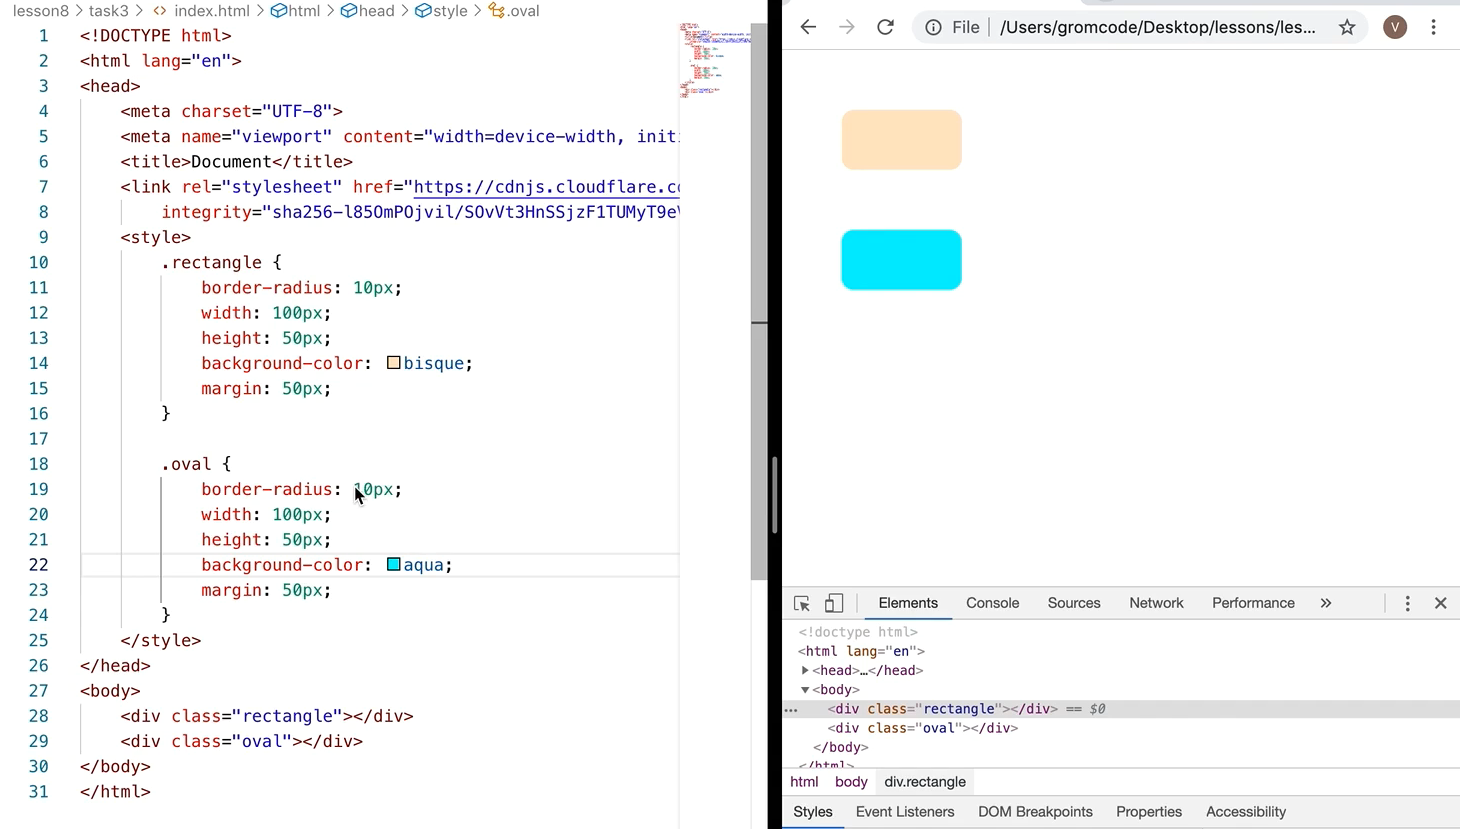 lesson8 > task3 > index.html > html > head > style > .oval
1 <!DOCTYPE html>
2 <html lang="en">
3 <head>
4 <meta charset="UTF-8">
5 <meta name="viewport" content="width=device-width, initi
6 <title>Document</title>
7 <link rel="stylesheet" href="https://cdnjs.cloudflare.co
8 integrity="sha256-l85OmPOjvil/SOvVt3HnSSjzF1TUMyT9eV
9 <style>
10 .rectangle {
11 border-radius: 10px;
12 width: 100px;
13 height: 50px;
14 background-color: bisque;
15 margin: 50px;
16 }
17
18 .oval {
19 border-radius: 10px;
20 width: 100px;
21 height: 50px;
22 background-color: aqua;
23 margin: 50px;
24 }
25 </style>
26 </head>
27 <body>
28 <div class="rectangle"></div>
29 <div class="oval"></div>
30 </body>
31 </html>
File | /Users/gromcode/Desktop/lessons/les... V
Elements Console Sources Network Performance »
<!doctype html>
<html lang="en">
<head>…</head>
<body>
... <div class="rectangle"></div> == $0
<div class="oval"></div>
</body>
</html>
html body div.rectangle
Styles Event Listeners DOM Breakpoints Properties Accessibility